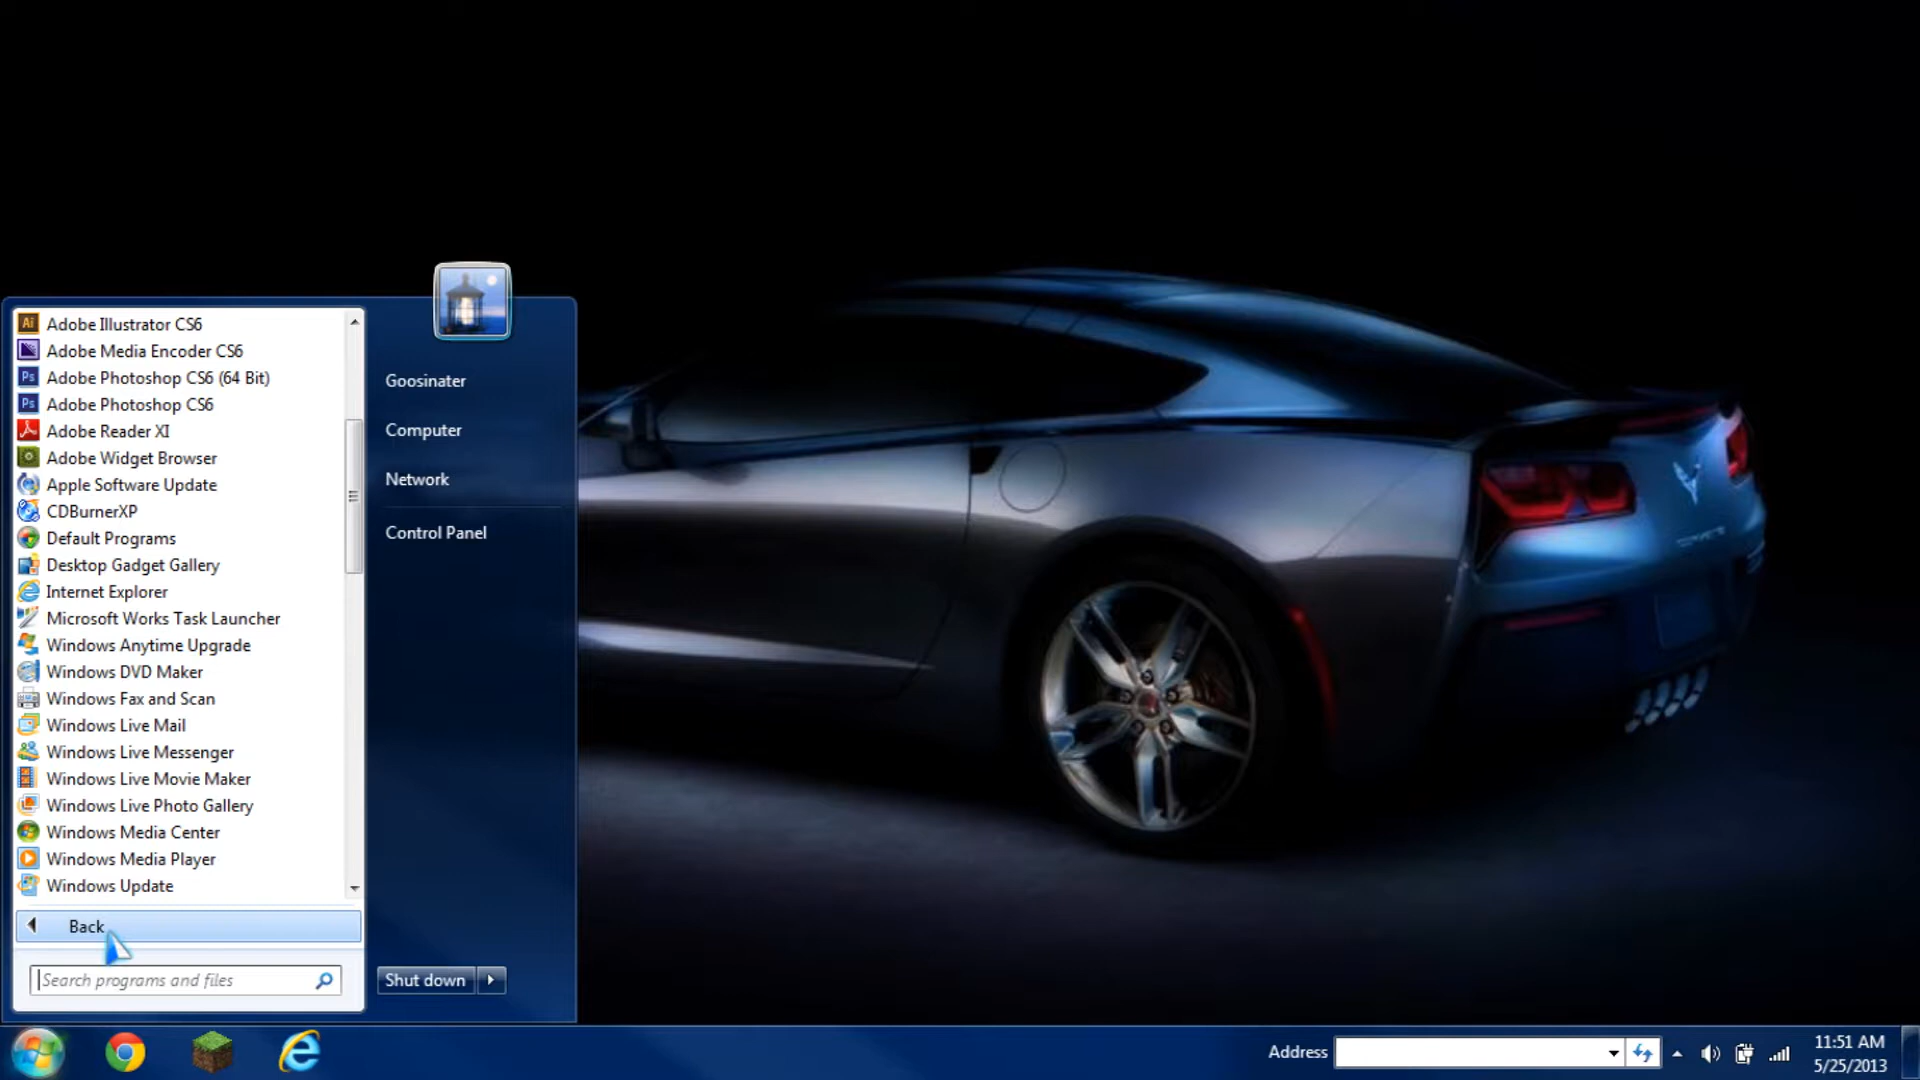 Adobe Illustrator CS6
Adobe Media Encoder CS6
Adobe Photoshop CS6 (64 Bit)
Adobe Photoshop CS6
Adobe Reader XI
Adobe Widget Browser
Apple Software Update
CDBurnerXP
Default Programs
Desktop Gadget Gallery
Internet Explorer
Microsoft Works Task Launcher
Windows Anytime Upgrade
Windows DVD Maker
Windows Fax and Scan
Windows Live Mail
Windows Live Messenger
Windows Live Movie Maker
Windows Live Photo Gallery
Windows Media Center
Windows Media Player
Windows Update
Back
Search programs and files
Goosinater
Computer
Network
Control Panel
Shut down
Address
11:51 AM
5/25/2013
Ai
Ps
Ps